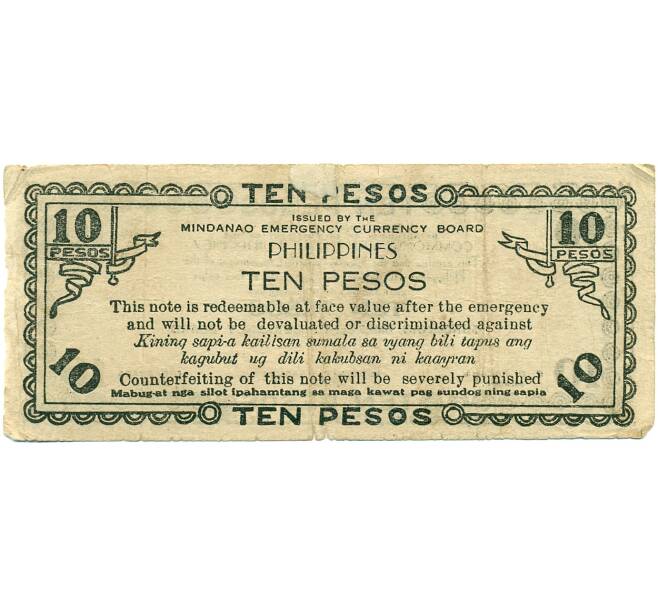 TEN PESOS
10 PESOS
10 PESOS
ISSUED BY THE
MINDANAO EMERGENCY CURRENCY BOARD
PHILIPPINES
TEN PESOS
This note is redeemable at face value after the emergency
and will not be devaluated or discriminated against
Kining sapi-a kailisan sumala sa vyang bili tapus ang
kagubut ug dili kakubsan ni kaayran
10
10
Counterfeiting of this note will be severely punished
Mabug-at nga silot ipahamtang sa maga kawat pag sundog ning sapia
TEN PESOS